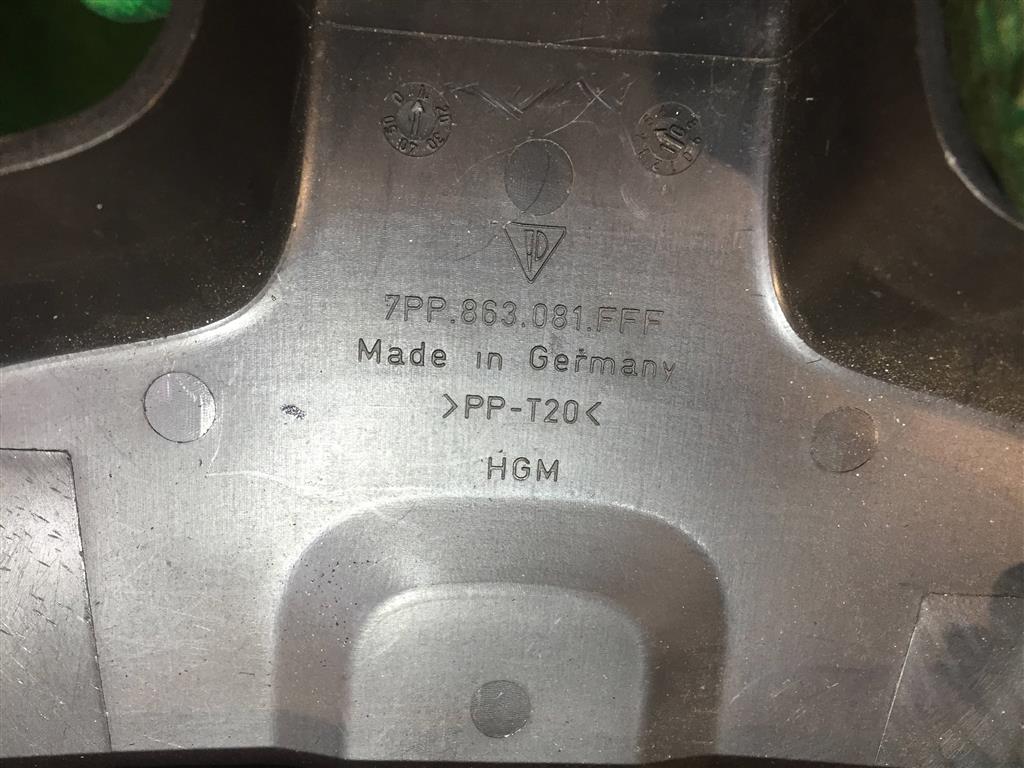 7PP.863.081.FFF
Made in Germany
>PP-T20<
HGM